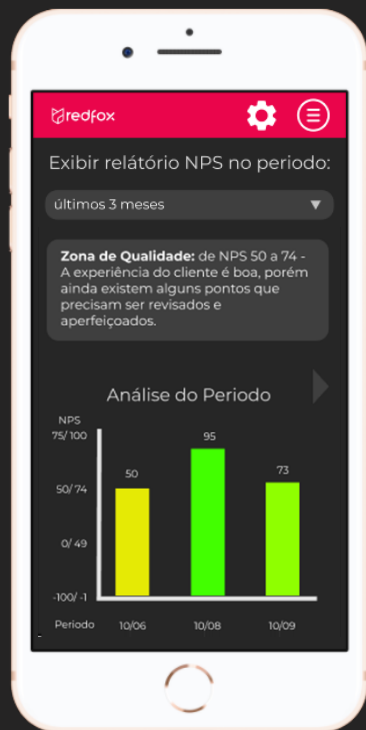 redfox
Exibir relátório NPS no periodo:
últimos 3 meses
Zona de Qualidade: de NPS 50 a 74 -
A experiência do cliente é boa, porém
ainda existem alguns pontos que
precisam ser revisados e
aperfeiçoados.
Análise do Periodo
NPS
75/ 100
95
50
73
50/ 74
0/ 49
-100/ -1
Periodo 10/06 10/08 10/09